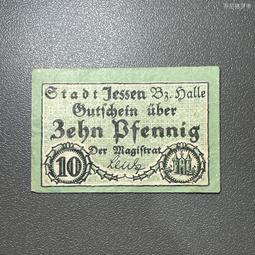 Stadt Jessen Bz. Halle
Gutschein über
Zehn Pfennig
Der Magistrat
10